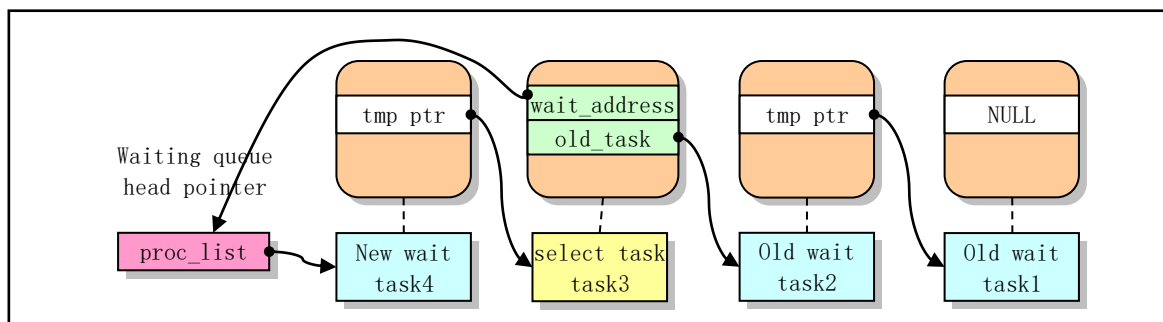 tmp ptr
wait_address
old_task
tmp ptr
NULL
Waiting queue
head pointer
proc_list
New wait
task4
select task
task3
Old wait
task2
Old wait
task1